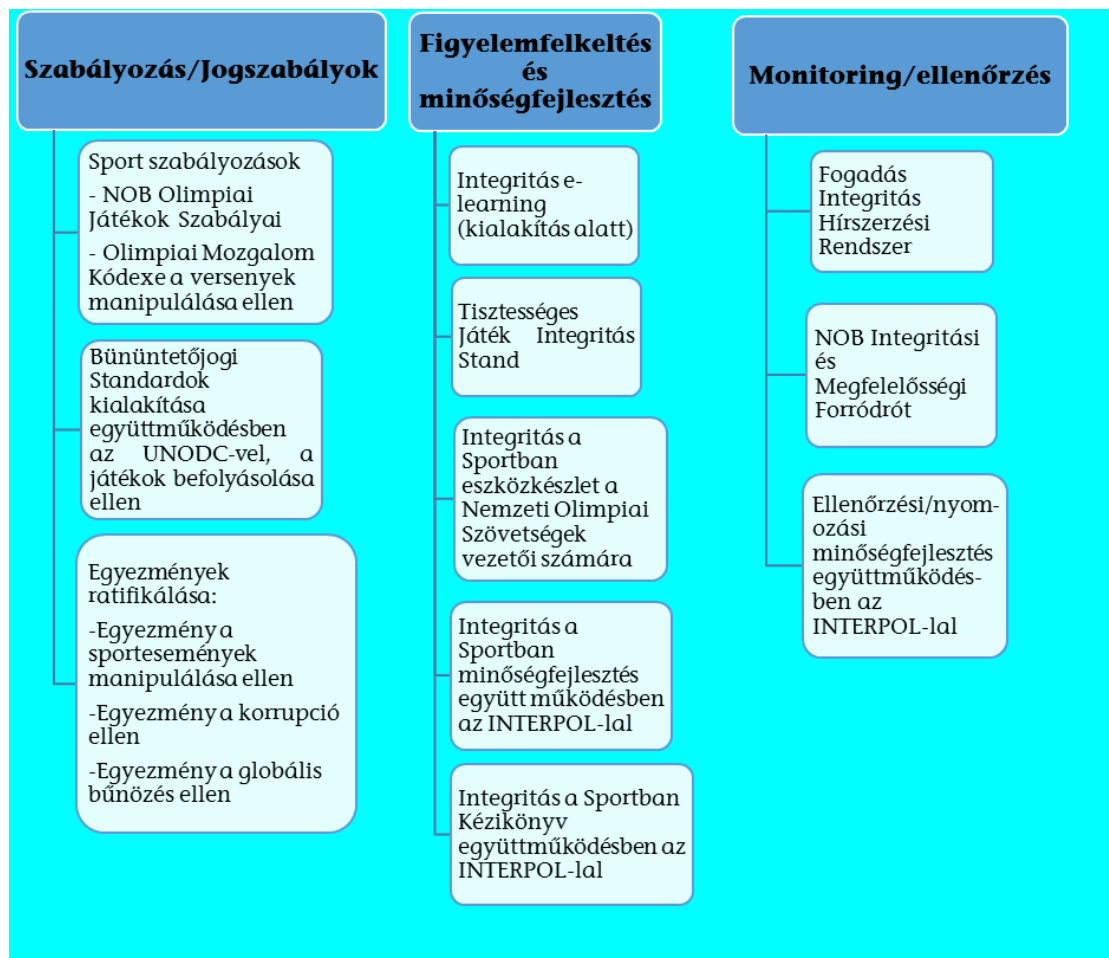 Szabályozás/Jogszabályok
Sport szabályozások
- NOB Olimpiai
Játékok Szabályai
- Olimpiai Mozgalom
Kódexe a versenyek
manipulálása ellen
Bününtetőjogi
Standardok
kialakítása
együttműködésben
az UNODC-vel, a
játékok befolyásolása
ellen
Egyezmények
ratifikálása:
-Egyezmény a
sportesemények
manipulálása ellen
-Egyezmény a korrupció
ellen
-Egyezmény a globális
bűnözés ellen
Figyelemfelkeltés
és
minőségfejlesztés
Integritás e-
learning
(kialakítás alatt)
Tisztességes
Játék Integritás
Stand
Integritás a
Sportban
eszközkészlet a
Nemzeti Olimpiai
Szövetségek
vezetői számára
Integritás a
Sportban
minőségfejlesztés
együtt működésben
az INTERPOL-lal
Integritás a Sportban
Kézikönyv
együttműködésben az
INTERPOL-lal
Monitoring/ellenőrzés
Fogadás
Integritás
Hírszerzési
Rendszer
NOB Integritási
és
Megfelelősségi
Forródrót
Ellenőrzési/nyom-
ozási
minőségfejlesztés
együttműködés-
ben az
INTERPOL-lal